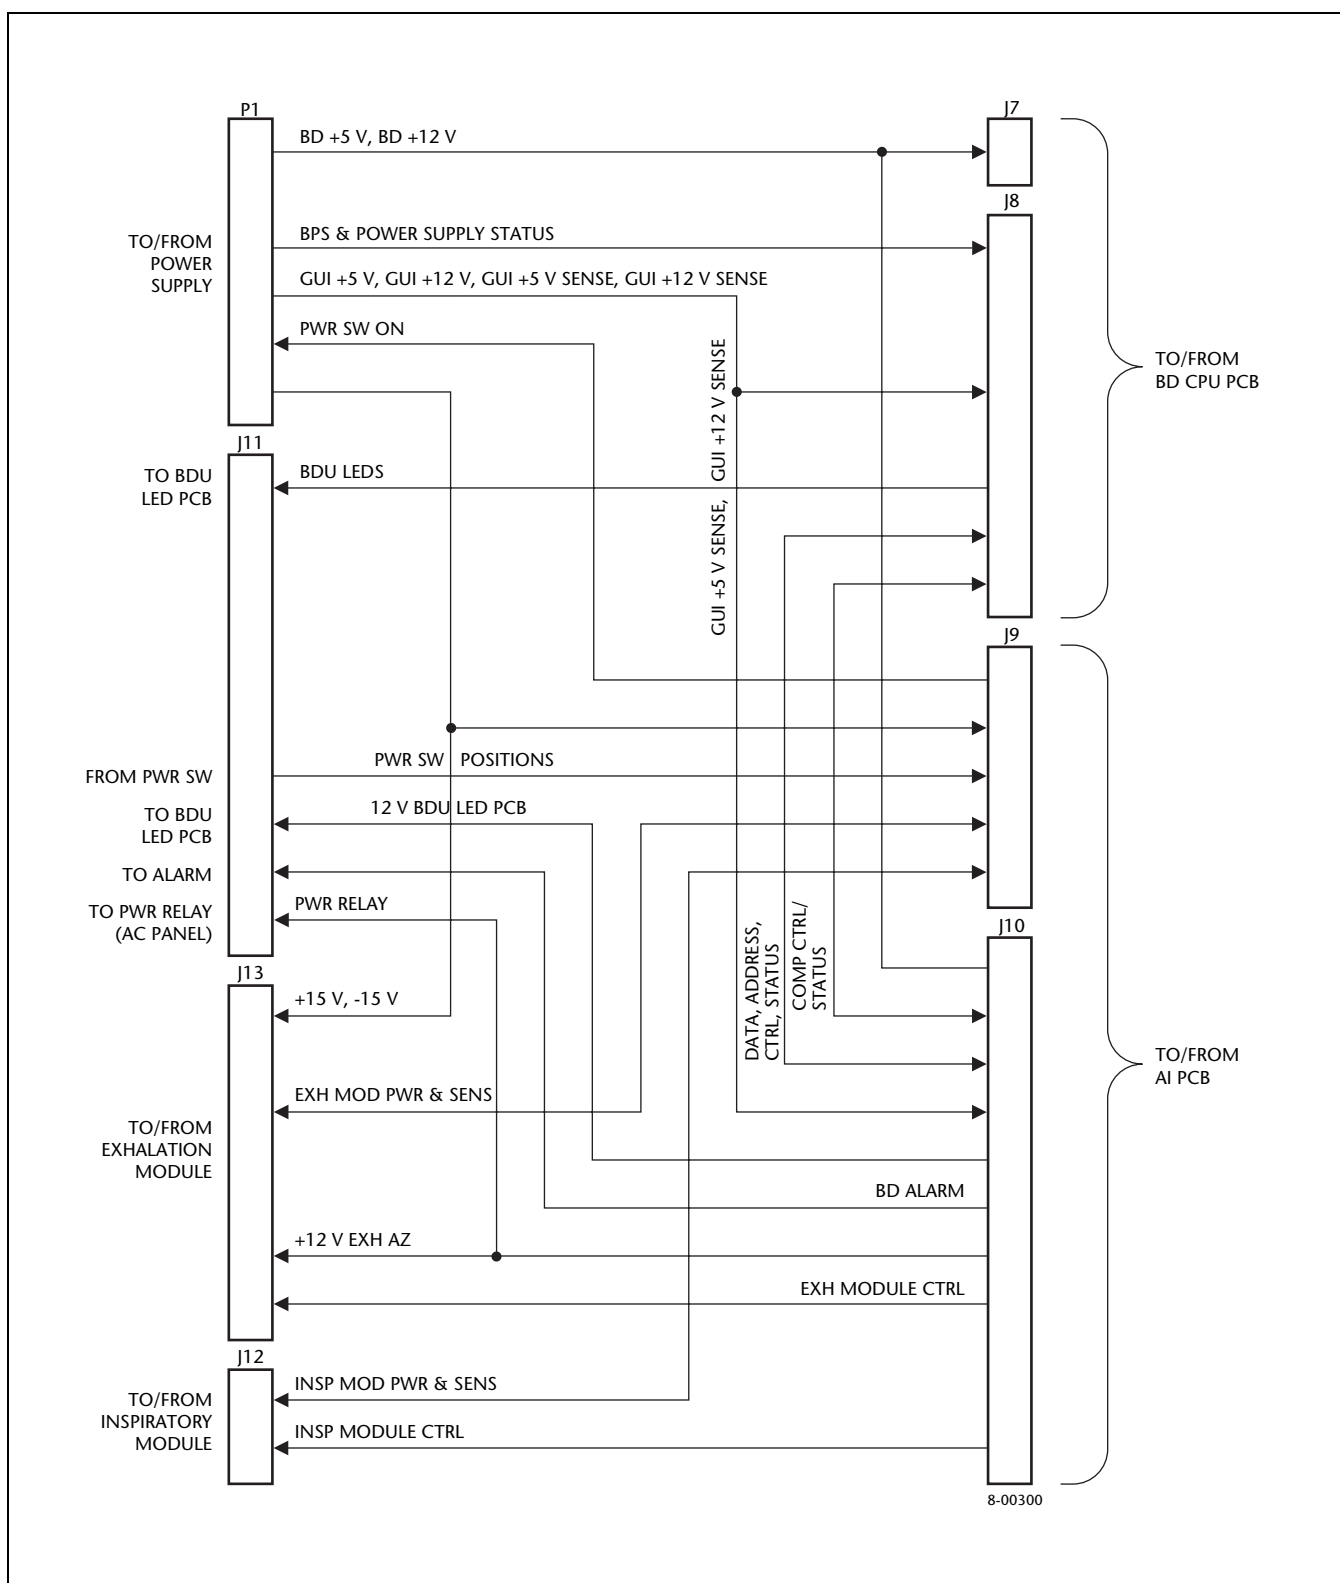 P1
J7
BD +5 V, BD +12 V
J8
TO/FROM
POWER
SUPPLY
BPS & POWER SUPPLY STATUS
GUI +5 V, GUI +12 V, GUI +5 V SENSE, GUI +12 V SENSE
PWR SW ON
GUI +5 V SENSE, GUI +12 V SENSE
TO/FROM
BD CPU PCB
J11
TO BDU
LED PCB
BDU LEDS
J9
FROM PWR SW
PWR SW POSITIONS
TO BDU
LED PCB
12 V BDU LED PCB
TO ALARM
TO PWR RELAY
(AC PANEL)
PWR RELAY
DATA, ADDRESS,
CTRL, STATUS
COMP CTRL/
STATUS
J10
J13
+15 V, -15 V
TO/FROM
AI PCB
EXH MOD PWR & SENS
TO/FROM
EXHALATION
MODULE
BD ALARM
+12 V EXH AZ
EXH MODULE CTRL
J12
TO/FROM
INSPIRATORY
MODULE
INSP MOD PWR & SENS
INSP MODULE CTRL
8-00300